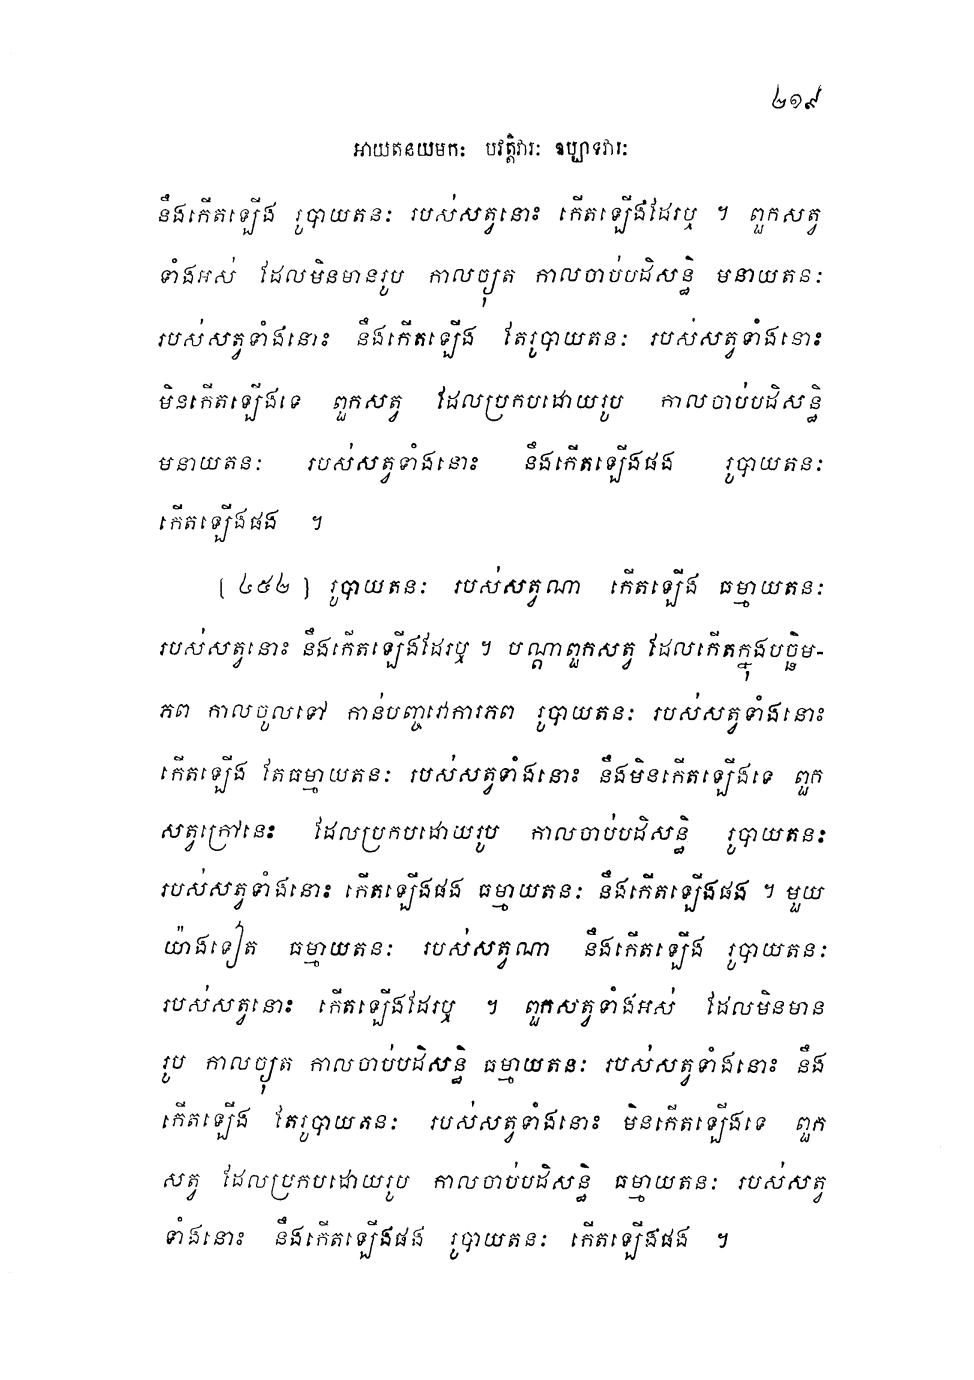 ២១៩
អាយតនយមកៈ បវត្តិវារៈ ឧប្បាទវារៈ
នឹងកើតឡើង រូបាយតនៈ របស់សត្វនោះ កើតឡើងដែរឬ ។ ពួកសត្វ
ទាំងអស់ ដែលមិនមានរូប កាលច្យុត កាលចាប់បដិសន្ធិ មនាយតនៈ
របស់សត្វទាំងនោះ នឹងកើតឡើង តែរូបាយតនៈ របស់សត្វទាំងនោះ
មិនកើតឡើងទេ ពួកសត្វ ដែលប្រកបដោយរូប កាលចាប់បដិសន្ធិ
មនាយតនៈ របស់សត្វទាំងនោះ នឹងកើតឡើងផង រូបាយតនៈ
កើតឡើងផង ។
[ ៤៥២ ] រូបាយតនៈ របស់សត្វណា កើតឡើង ធម្មាយតនៈ
របស់សត្វនោះ នឹងកើតឡើងដែរឬ ។ បណ្តាពួកសត្វ ដែលកើតក្នុងបច្ឆិម-
ភព កាលចូលទៅ កាន់បញ្ចវោការភព រូបាយតនៈ របស់សត្វទាំងនោះ
កើតឡើង តែធម្មាយតនៈ របស់សត្វទាំងនោះ នឹងមិនកើតឡើងទេ ពួក
សត្វក្រៅនេះ ដែលប្រកបដោយរូប កាលចាប់បដិសន្ធិ រូបាយតនៈ
របស់សត្វទាំងនោះ កើតឡើងផង ធម្មាយតនៈ នឹងកើតឡើងផង ។ មួយ
យ៉ាងទៀត ធម្មាយតនៈ របស់សត្វណា នឹងកើតឡើង រូបាយតនៈ
របស់សត្វនោះ កើតឡើងដែរឬ ។ ពួកសត្វទាំងអស់ ដែលមិនមាន
រូប កាលច្យុត កាលចាប់បដិសន្ធិ ធម្មាយតនៈ របស់សត្វទាំងនោះ នឹង
កើតឡើង តែរូបាយតនៈ របស់សត្វទាំងនោះ មិនកើតឡើងទេ ពួក
សត្វ ដែលប្រកបដោយរូប កាលចាប់បដិសន្ធិ ធម្មាយតនៈ របស់សត្វ
ទាំងនោះ នឹងកើតឡើងផង រូបាយតនៈ កើតឡើងផង ។